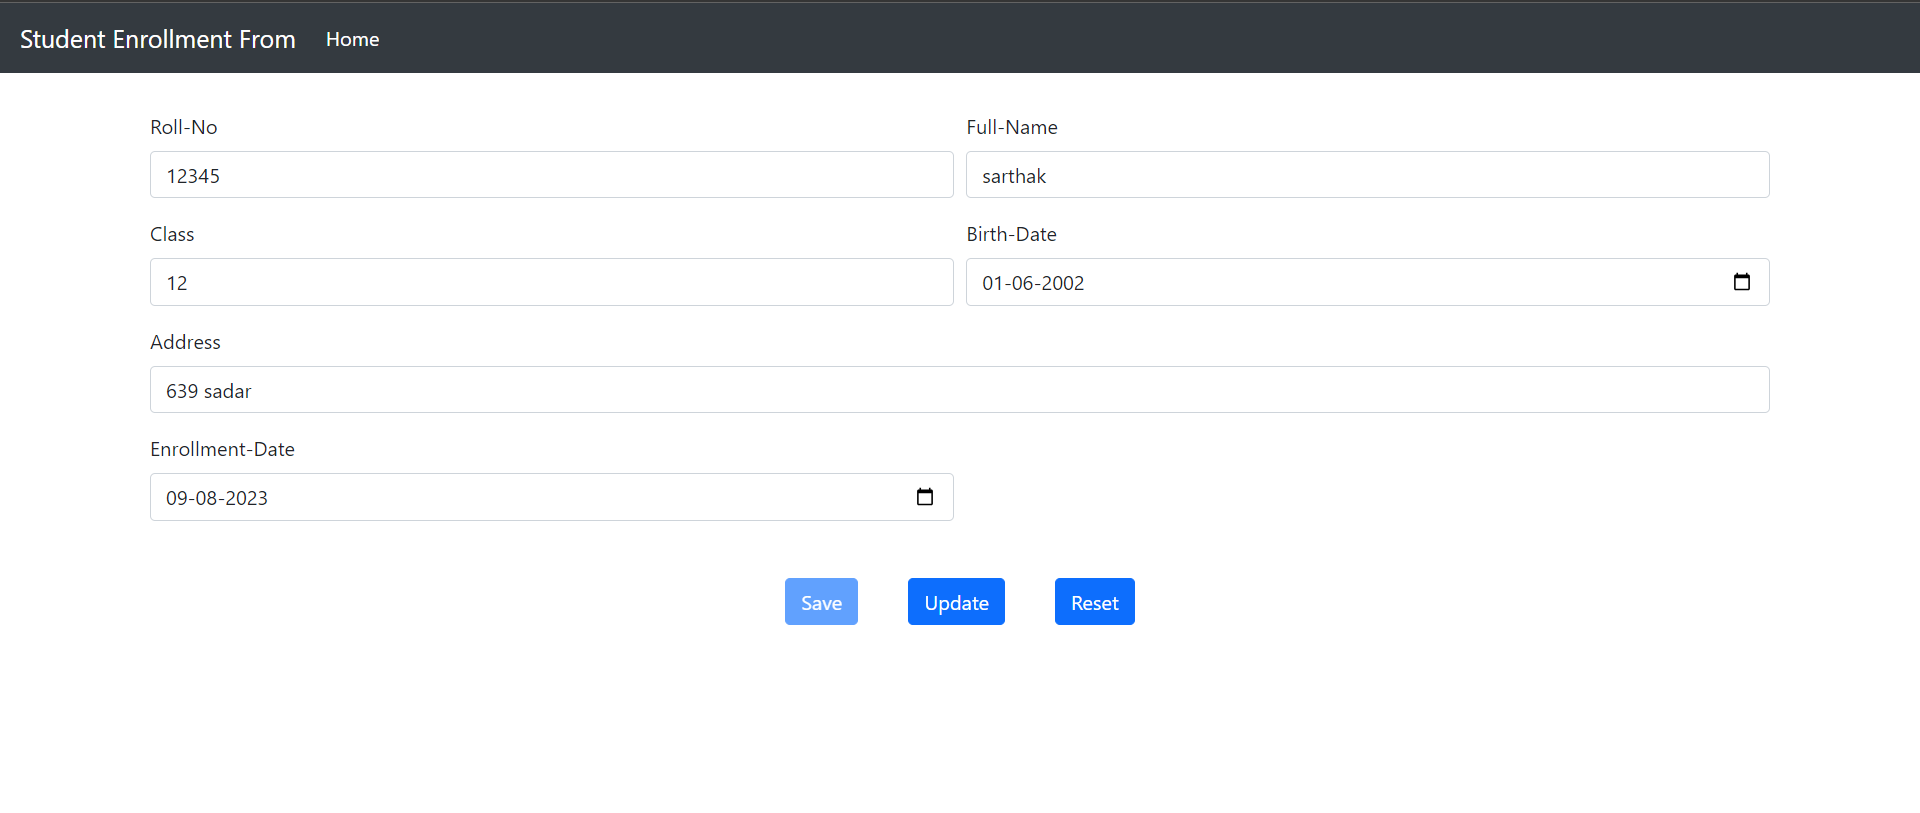 Student Enrollment From Home
Roll-No Full-Name
12345 sarthak
Class Birth-Date
12 01-06-2002
Address
639 sadar
Enrollment-Date
09-08-2023
Save Update Reset